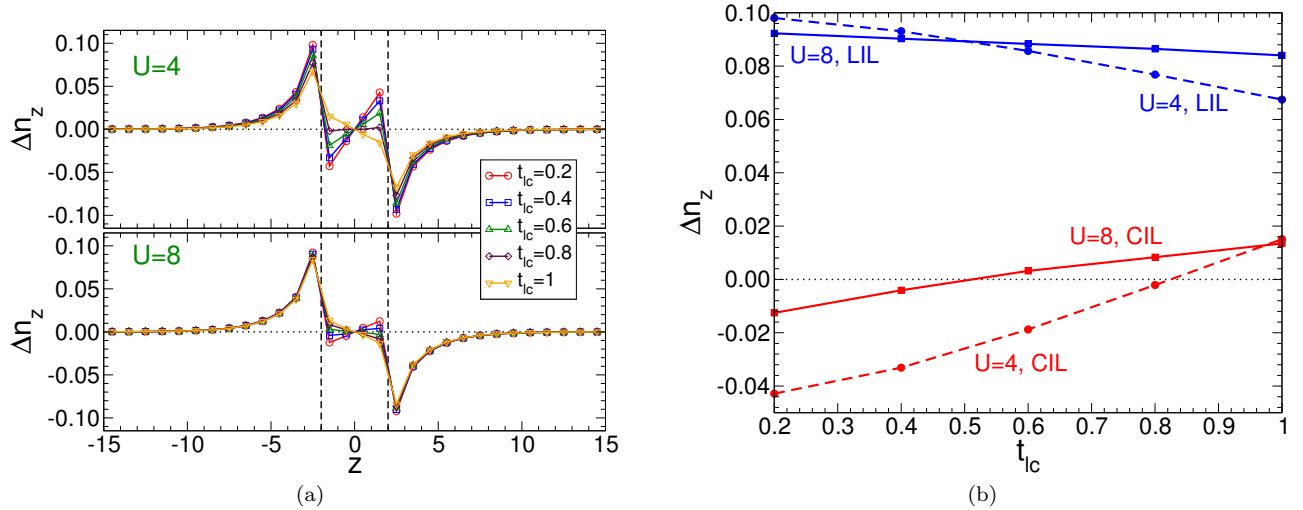 0.10
0.05
0.00
-0.05
-0.10
Δn_z
U=4
0.10
0.05
0.00
-0.05
-0.10
Δn_z
U=8
t_lc=0.2
t_lc=0.4
t_lc=0.6
t_lc=0.8
t_lc=1
-15 -10 -5 0 5 10 15
z
(a)
0.10
0.08
0.06
0.04
0.02
0.00
-0.02
-0.04
Δn_z
U=8, LIL
U=4, LIL
U=8, CIL
U=4, CIL
0.2 0.3 0.4 0.5 0.6 0.7 0.8 0.9 1
t_lc
(b)